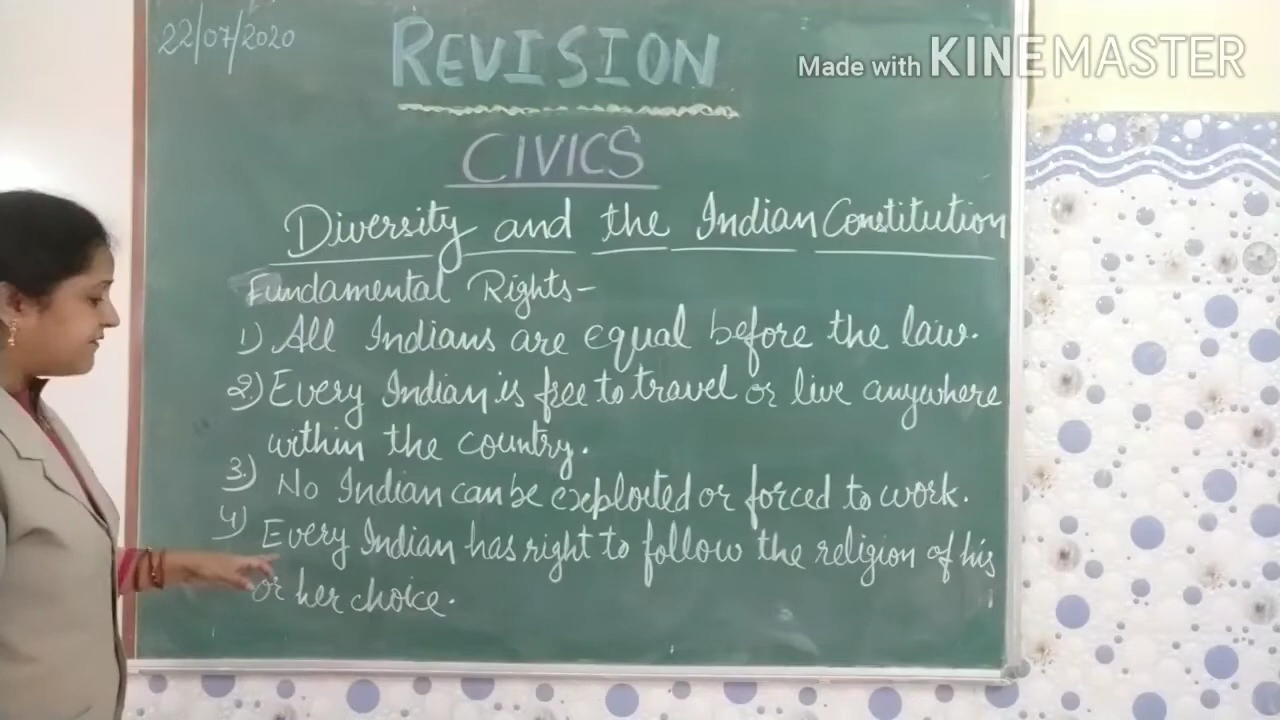 22/07/2020
REVISION
Made with KINEMASTER
CIVICS
Diversity and the Indian Constitution
Fundamental Rights-
1) All Indians are equal before the law.
2) Every Indian is free to travel or live anywhere
within the country.
3) No Indian can be exploited or forced to work.
4) Every Indian has right to follow the religion of his
or her choice.